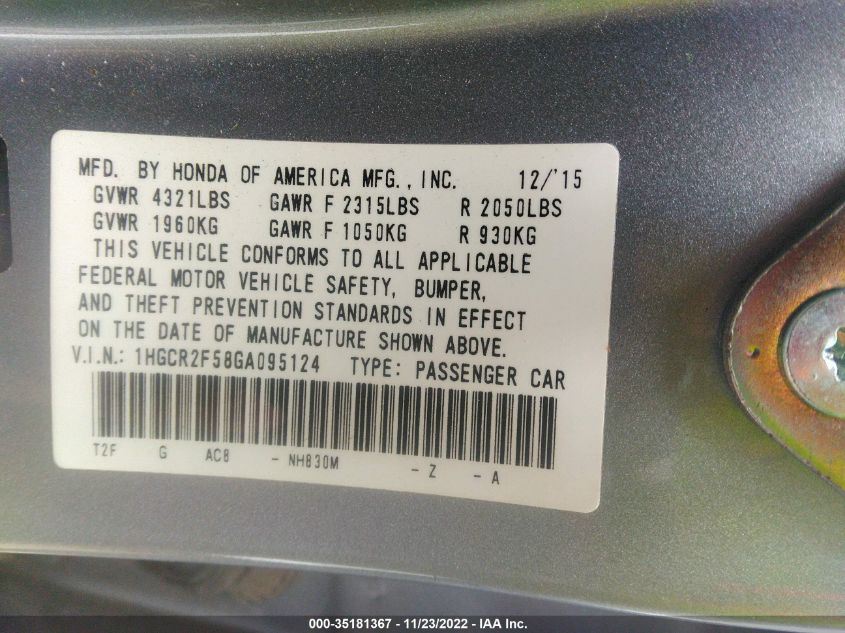 MFD. BY HONDA OF AMERICA MFG., INC. 12/'15
GVWR 4321LBS GAWR F 2315LBS R 2050LBS
GVWR 1960KG GAWR F 1050KG R 930KG
THIS VEHICLE CONFORMS TO ALL APPLICABLE
FEDERAL MOTOR VEHICLE SAFETY, BUMPER,
AND THEFT PREVENTION STANDARDS IN EFFECT
ON THE DATE OF MANUFACTURE SHOWN ABOVE.
V.I.N.: 1HGCR2F58GA095124 TYPE: PASSENGER CAR
T2F G AC8 - NH830M - Z - A
000-35181367 - 11/23/2022 - IAA Inc.